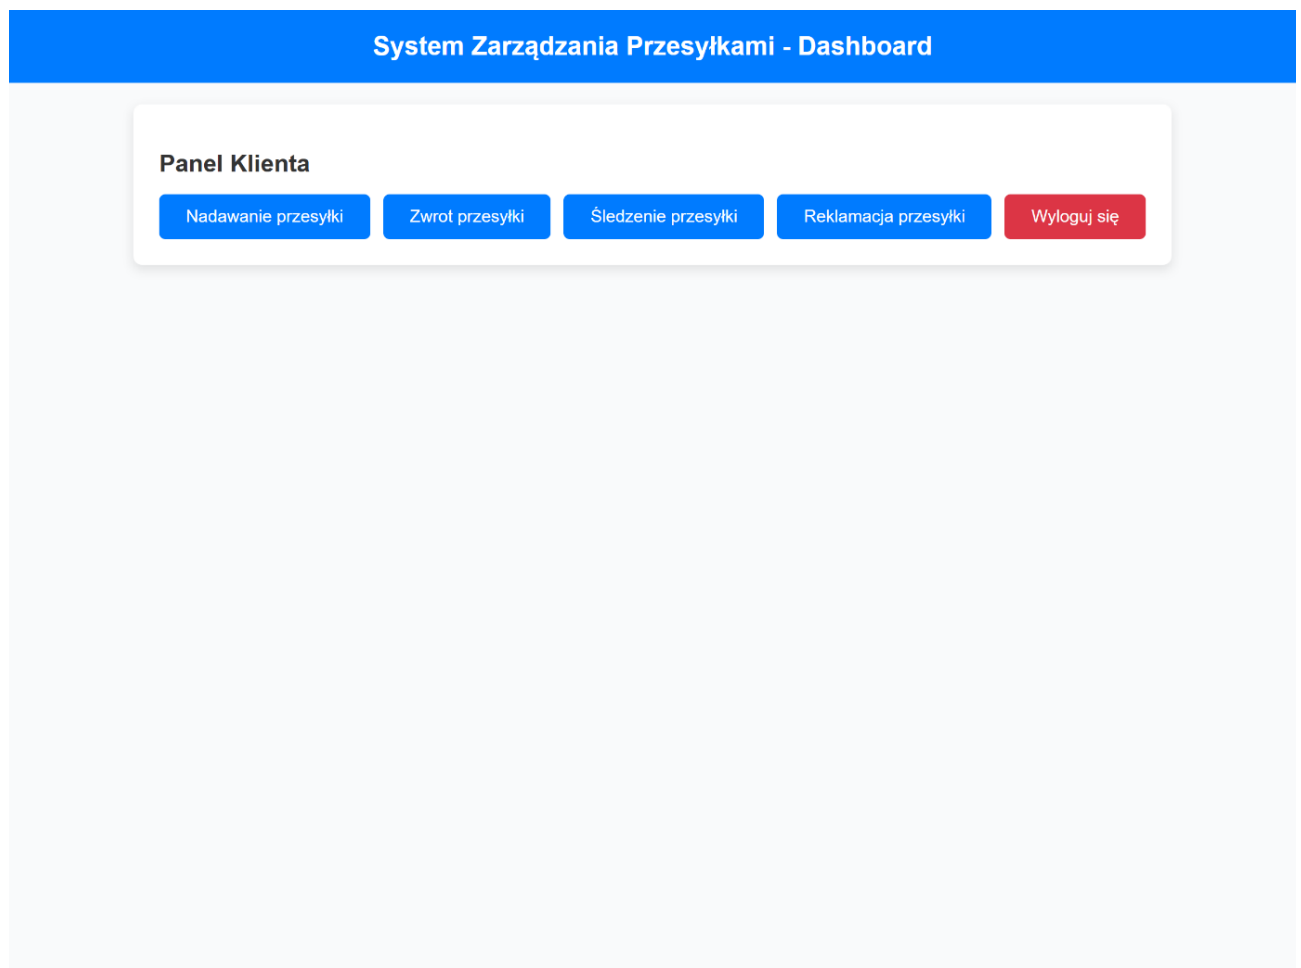 System Zarządzania Przesyłkami - Dashboard
Panel Klienta
Nadawanie przesyłki Zwrot przesyłki Śledzenie przesyłki Reklamacja przesyłki Wyloguj się